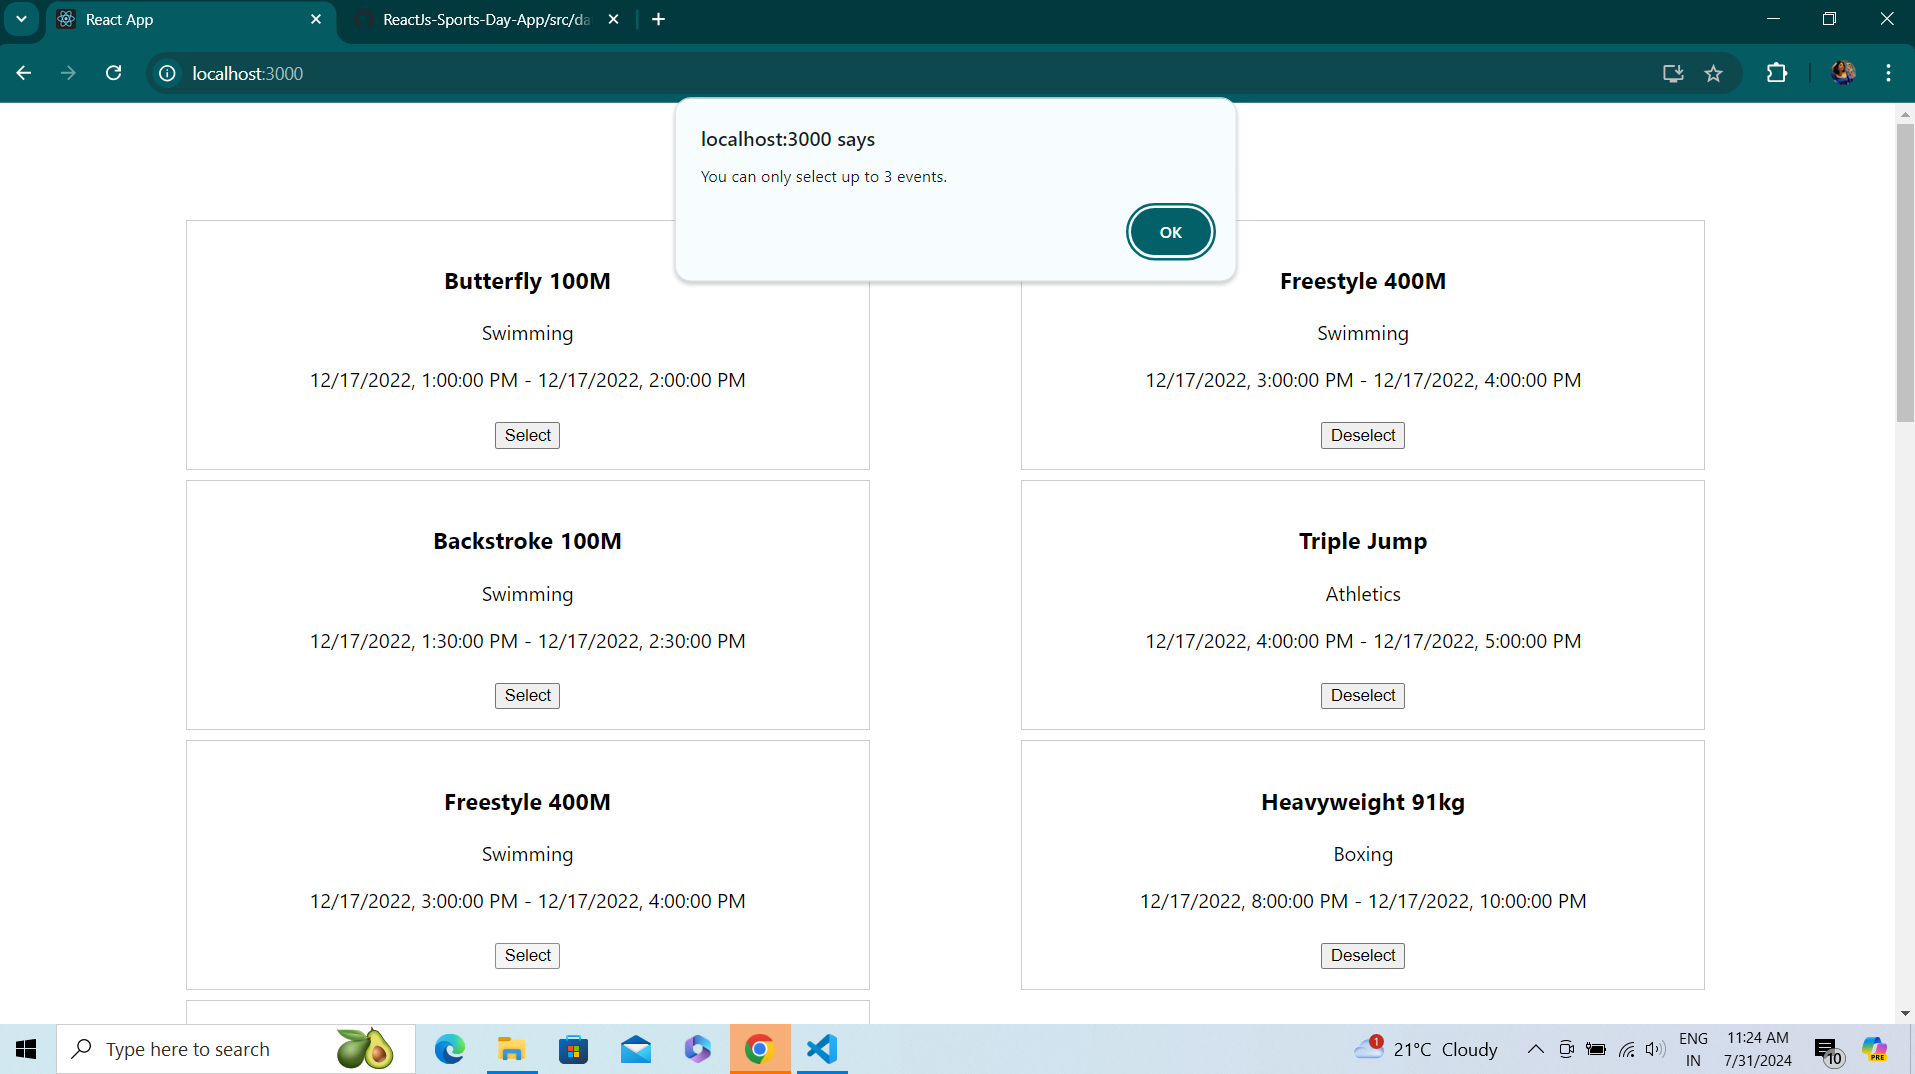 React App
ReactJs-Sports-Day-App/src/da
localhost:3000
localhost:3000 says
You can only select up to 3 events.
OK
Butterfly 100M
Swimming
12/17/2022, 1:00:00 PM - 12/17/2022, 2:00:00 PM
Select
Backstroke 100M
Swimming
12/17/2022, 1:30:00 PM - 12/17/2022, 2:30:00 PM
Select
Freestyle 400M
Swimming
12/17/2022, 3:00:00 PM - 12/17/2022, 4:00:00 PM
Select
Freestyle 400M
Swimming
12/17/2022, 3:00:00 PM - 12/17/2022, 4:00:00 PM
Deselect
Triple Jump
Athletics
12/17/2022, 4:00:00 PM - 12/17/2022, 5:00:00 PM
Deselect
Heavyweight 91kg
Boxing
12/17/2022, 8:00:00 PM - 12/17/2022, 10:00:00 PM
Deselect
Type here to search
1
21°C Cloudy
ENG
IN
11:24 AM
7/31/2024
10
PRE